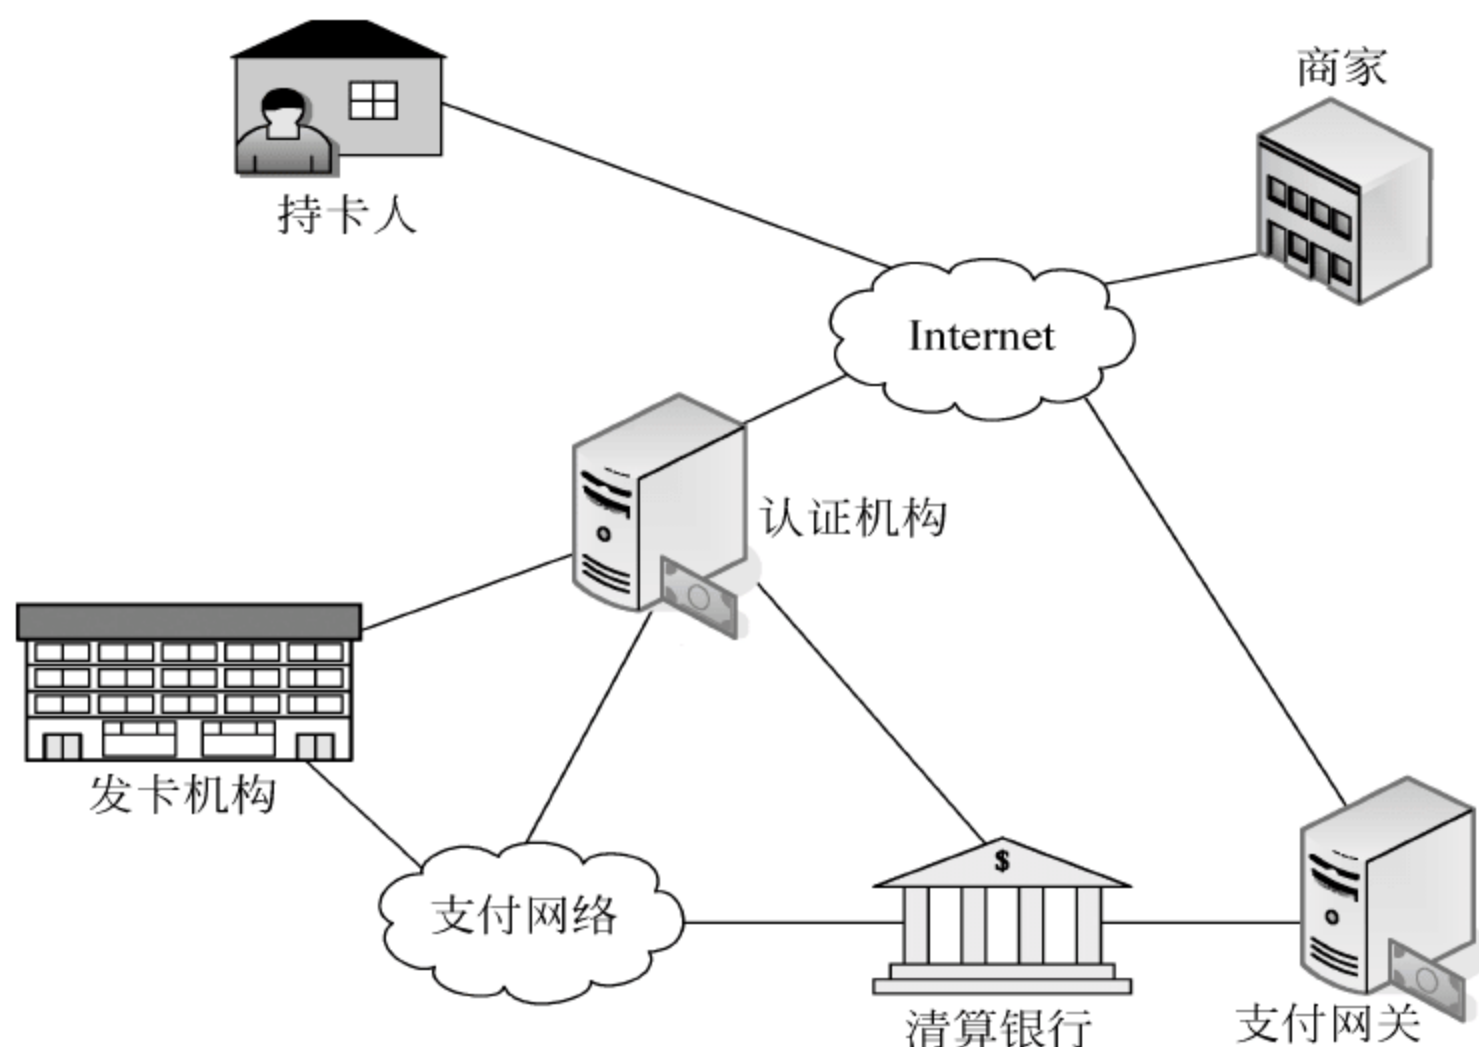 商家
持卡人
Internet
认证机构
发卡机构
支付网络
$
清算银行
支付网关